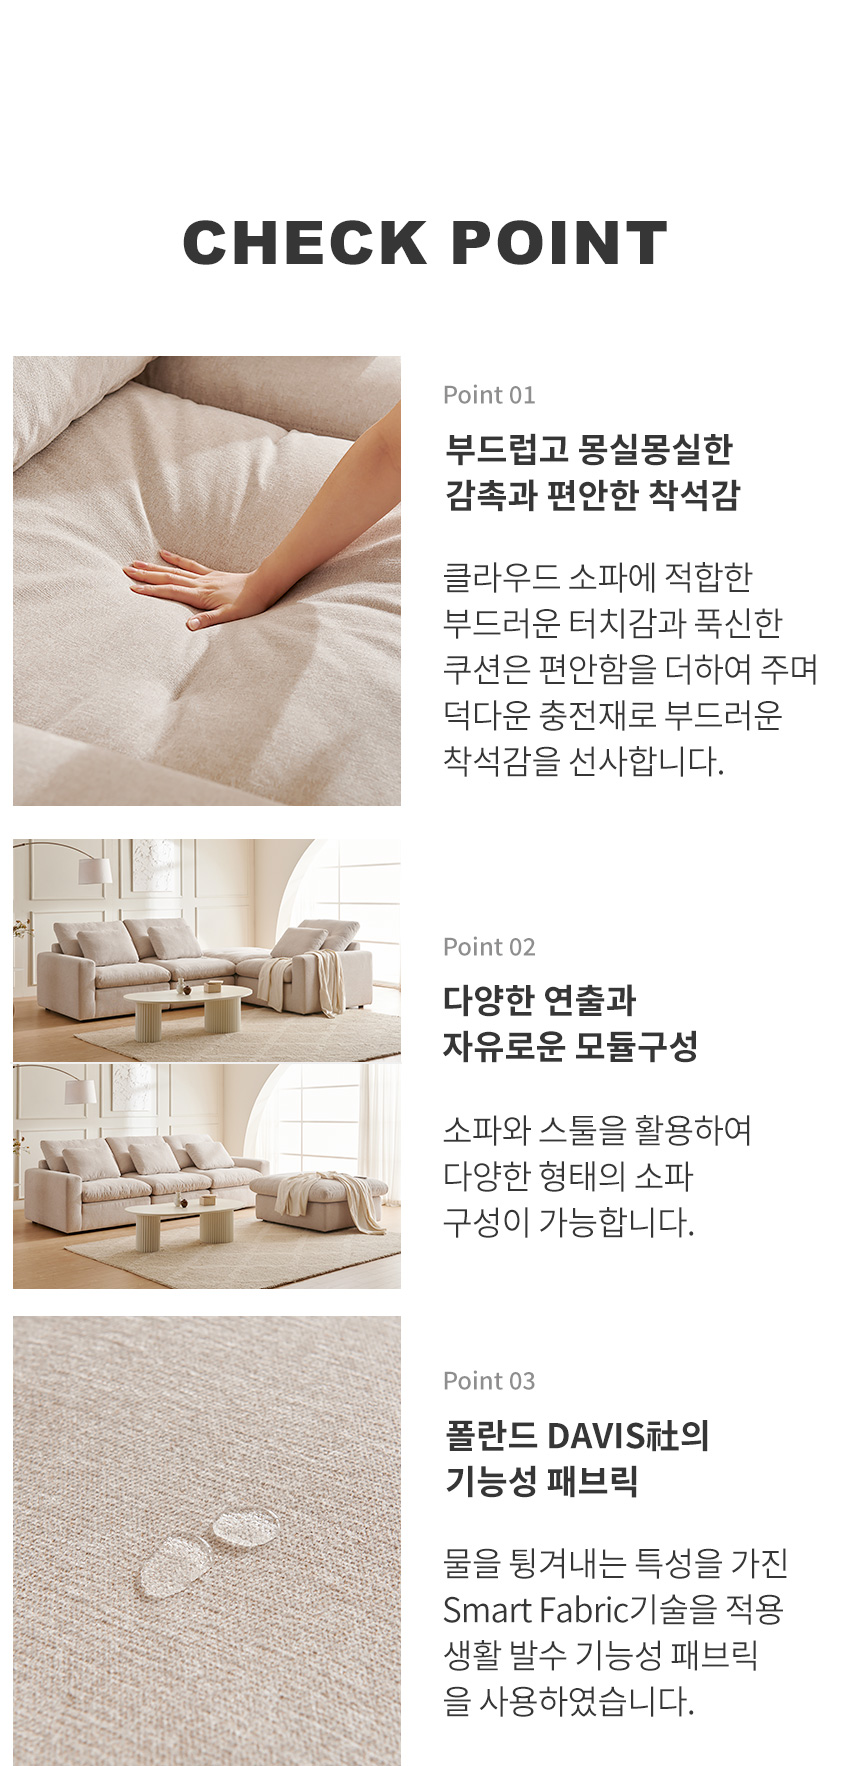 CHECK POINT
Point 01
부드럽고 몽실몽실한
감촉과 편안한 착석감
클라우드 소파에 적합한
부드러운 터치감과 푹신한
쿠션은 편안함을 더하여 주며
덕다운 충전재로 부드러운
착석감을 선사합니다.
Point 02
다양한 연출과
자유로운 모듈구성
소파와 스툴을 활용하여
다양한 형태의 소파
구성이 가능합니다.
Point 03
폴란드 DAVIS社의
기능성 패브릭
물을 튕겨내는 특성을 가진
Smart Fabric기술을 적용
생활 발수 기능성 패브릭
을 사용하였습니다.